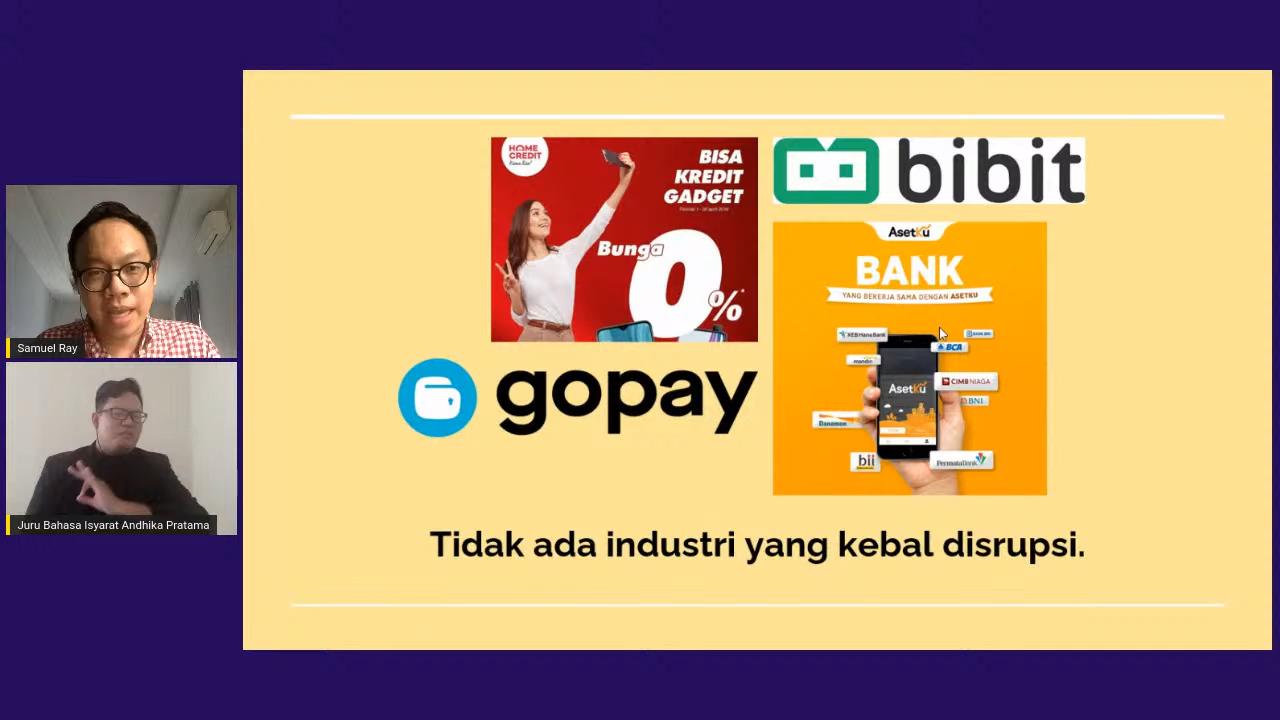 Samuel Ray
Juru Bahasa Isyarat Andhika Pratama
HOME
CREDIT
BISA
KREDIT
GADGET
Bunga
0%*
bibit
gopay
AsetKu
BANK
YANG BEKERJA SAMA DENGAN ASETKU
KEB Hana Bank
BCA
mandiri
AsetKu
CIMB NIAGA
BNI
Danamon
bii
PermataBank
Tidak ada industri yang kebal disrupsi.